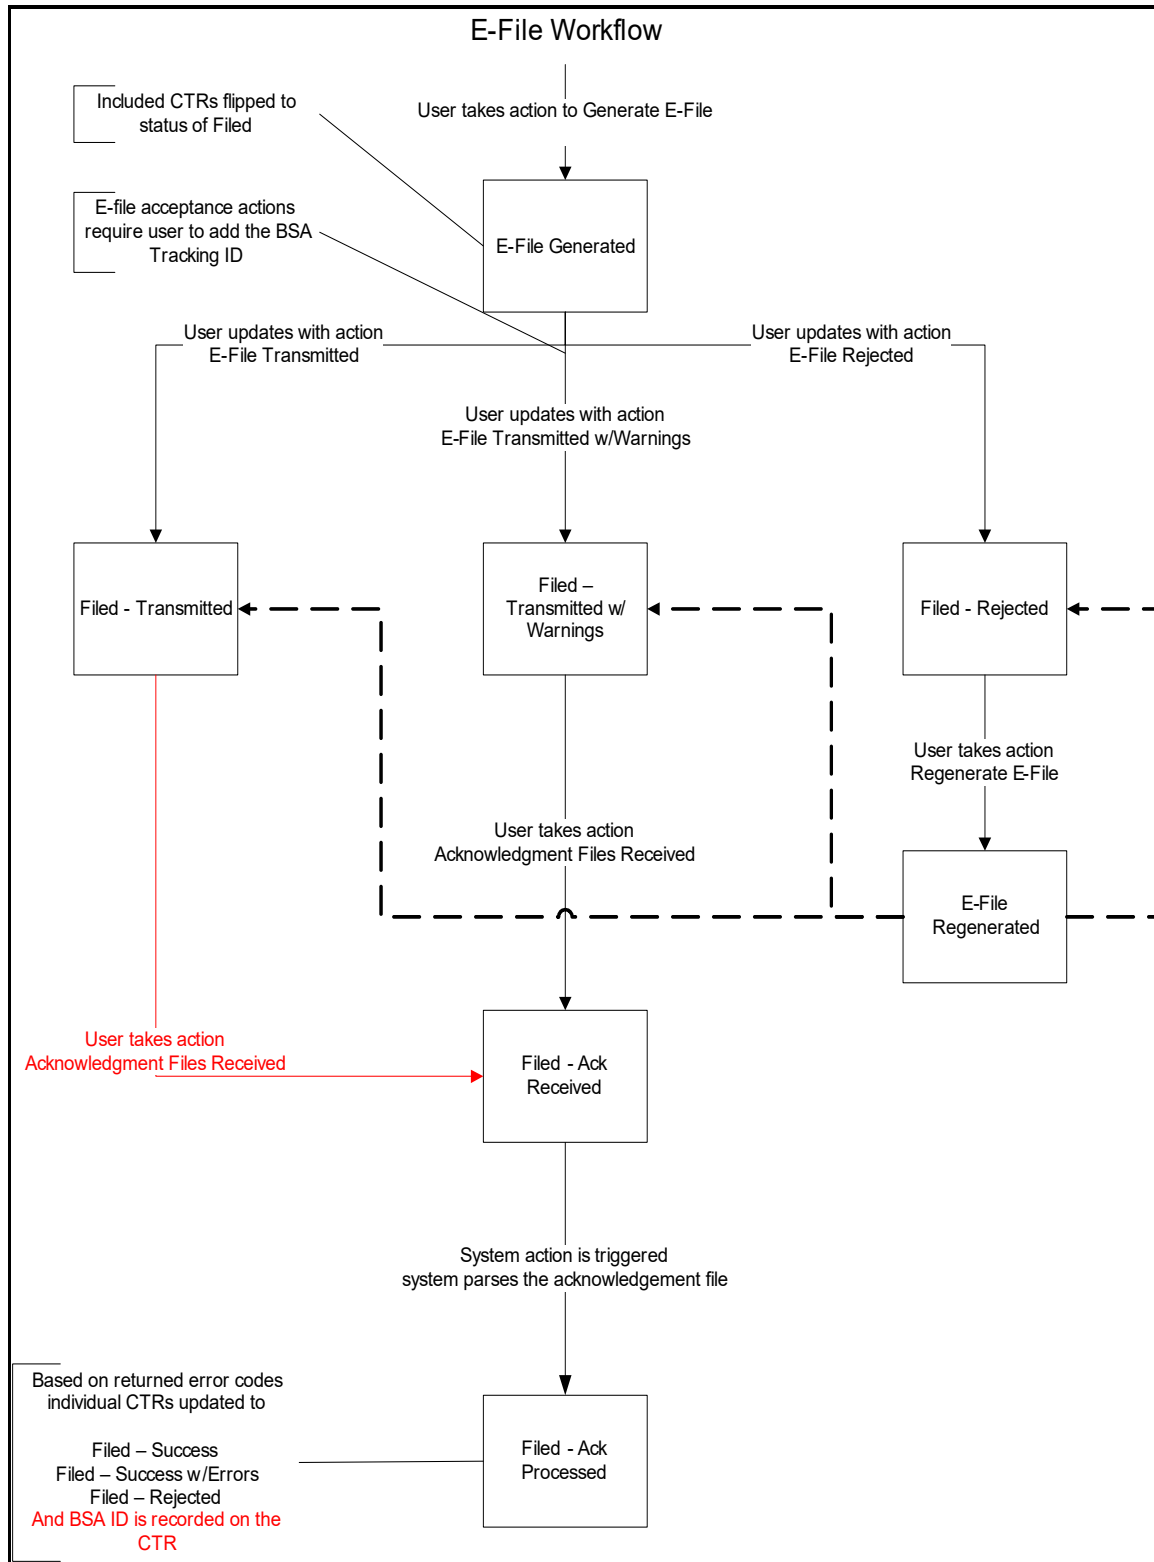 E-File Workflow
Included CTRs flipped to
status of Filed
User takes action to Generate E-File
E-file acceptance actions
require user to add the BSA
Tracking ID
E-File Generated
User updates with action
E-File Transmitted
User updates with action
E-File Rejected
User updates with action
E-File Transmitted w/Warnings
Filed - Transmitted
Filed –
Transmitted w/
Warnings
Filed - Rejected
User takes action
Regenerate E-File
User takes action
Acknowledgment Files Received
E-File
Regenerated
User takes action
Acknowledgment Files Received
Filed - Ack
Received
System action is triggered
system parses the acknowledgement file
Based on returned error codes
individual CTRs updated to
Filed – Success
Filed – Success w/Errors
Filed – Rejected
And BSA ID is recorded on the
CTR
Filed - Ack
Processed